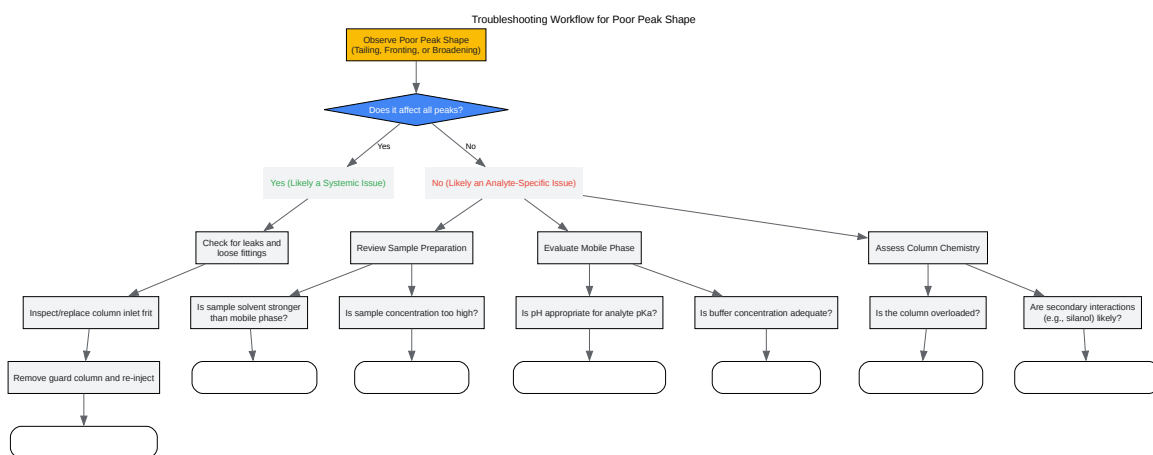 Troubleshooting Workflow for Poor Peak Shape
Observe Poor Peak Shape
(Tailing, Fronting, or Broadening)
Does it affect all peaks?
Yes
No
Yes (Likely a Systemic Issue)
No (Likely an Analyte-Specific Issue)
Check for leaks and
loose fittings
Review Sample Preparation
Evaluate Mobile Phase
Assess Column Chemistry
Inspect/replace column inlet frit
Is sample solvent stronger
than mobile phase?
Is sample concentration too high?
Is pH appropriate for analyte pKa?
Is buffer concentration adequate?
Is the column overloaded?
Are secondary interactions
(e.g., silanol) likely?
Remove guard column and re-inject